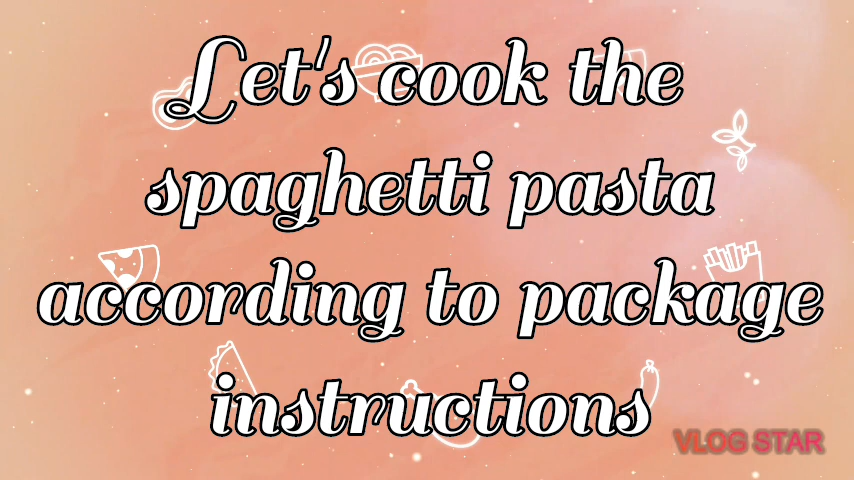 Let's cook the
spaghetti pasta
according to package
instructions
VLOG STAR